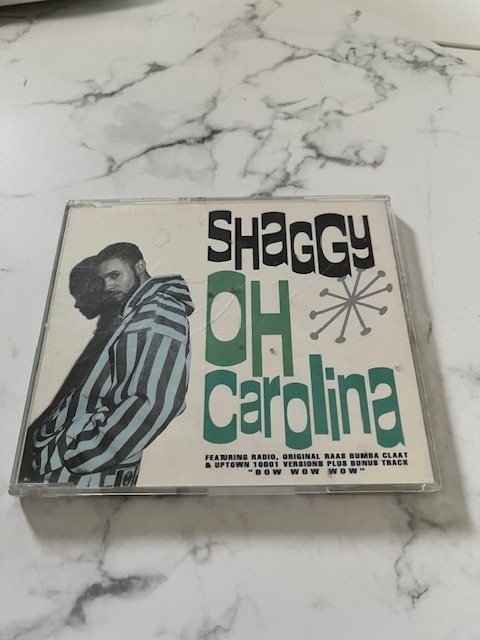 SHAGGY
OH
Carolina
FEATURING RADIO, ORIGINAL RAAS BUMBA CLAAT
& UPTOWN 10001 VERSIONS PLUS BONUS TRACK
"BOW WOW WOW"